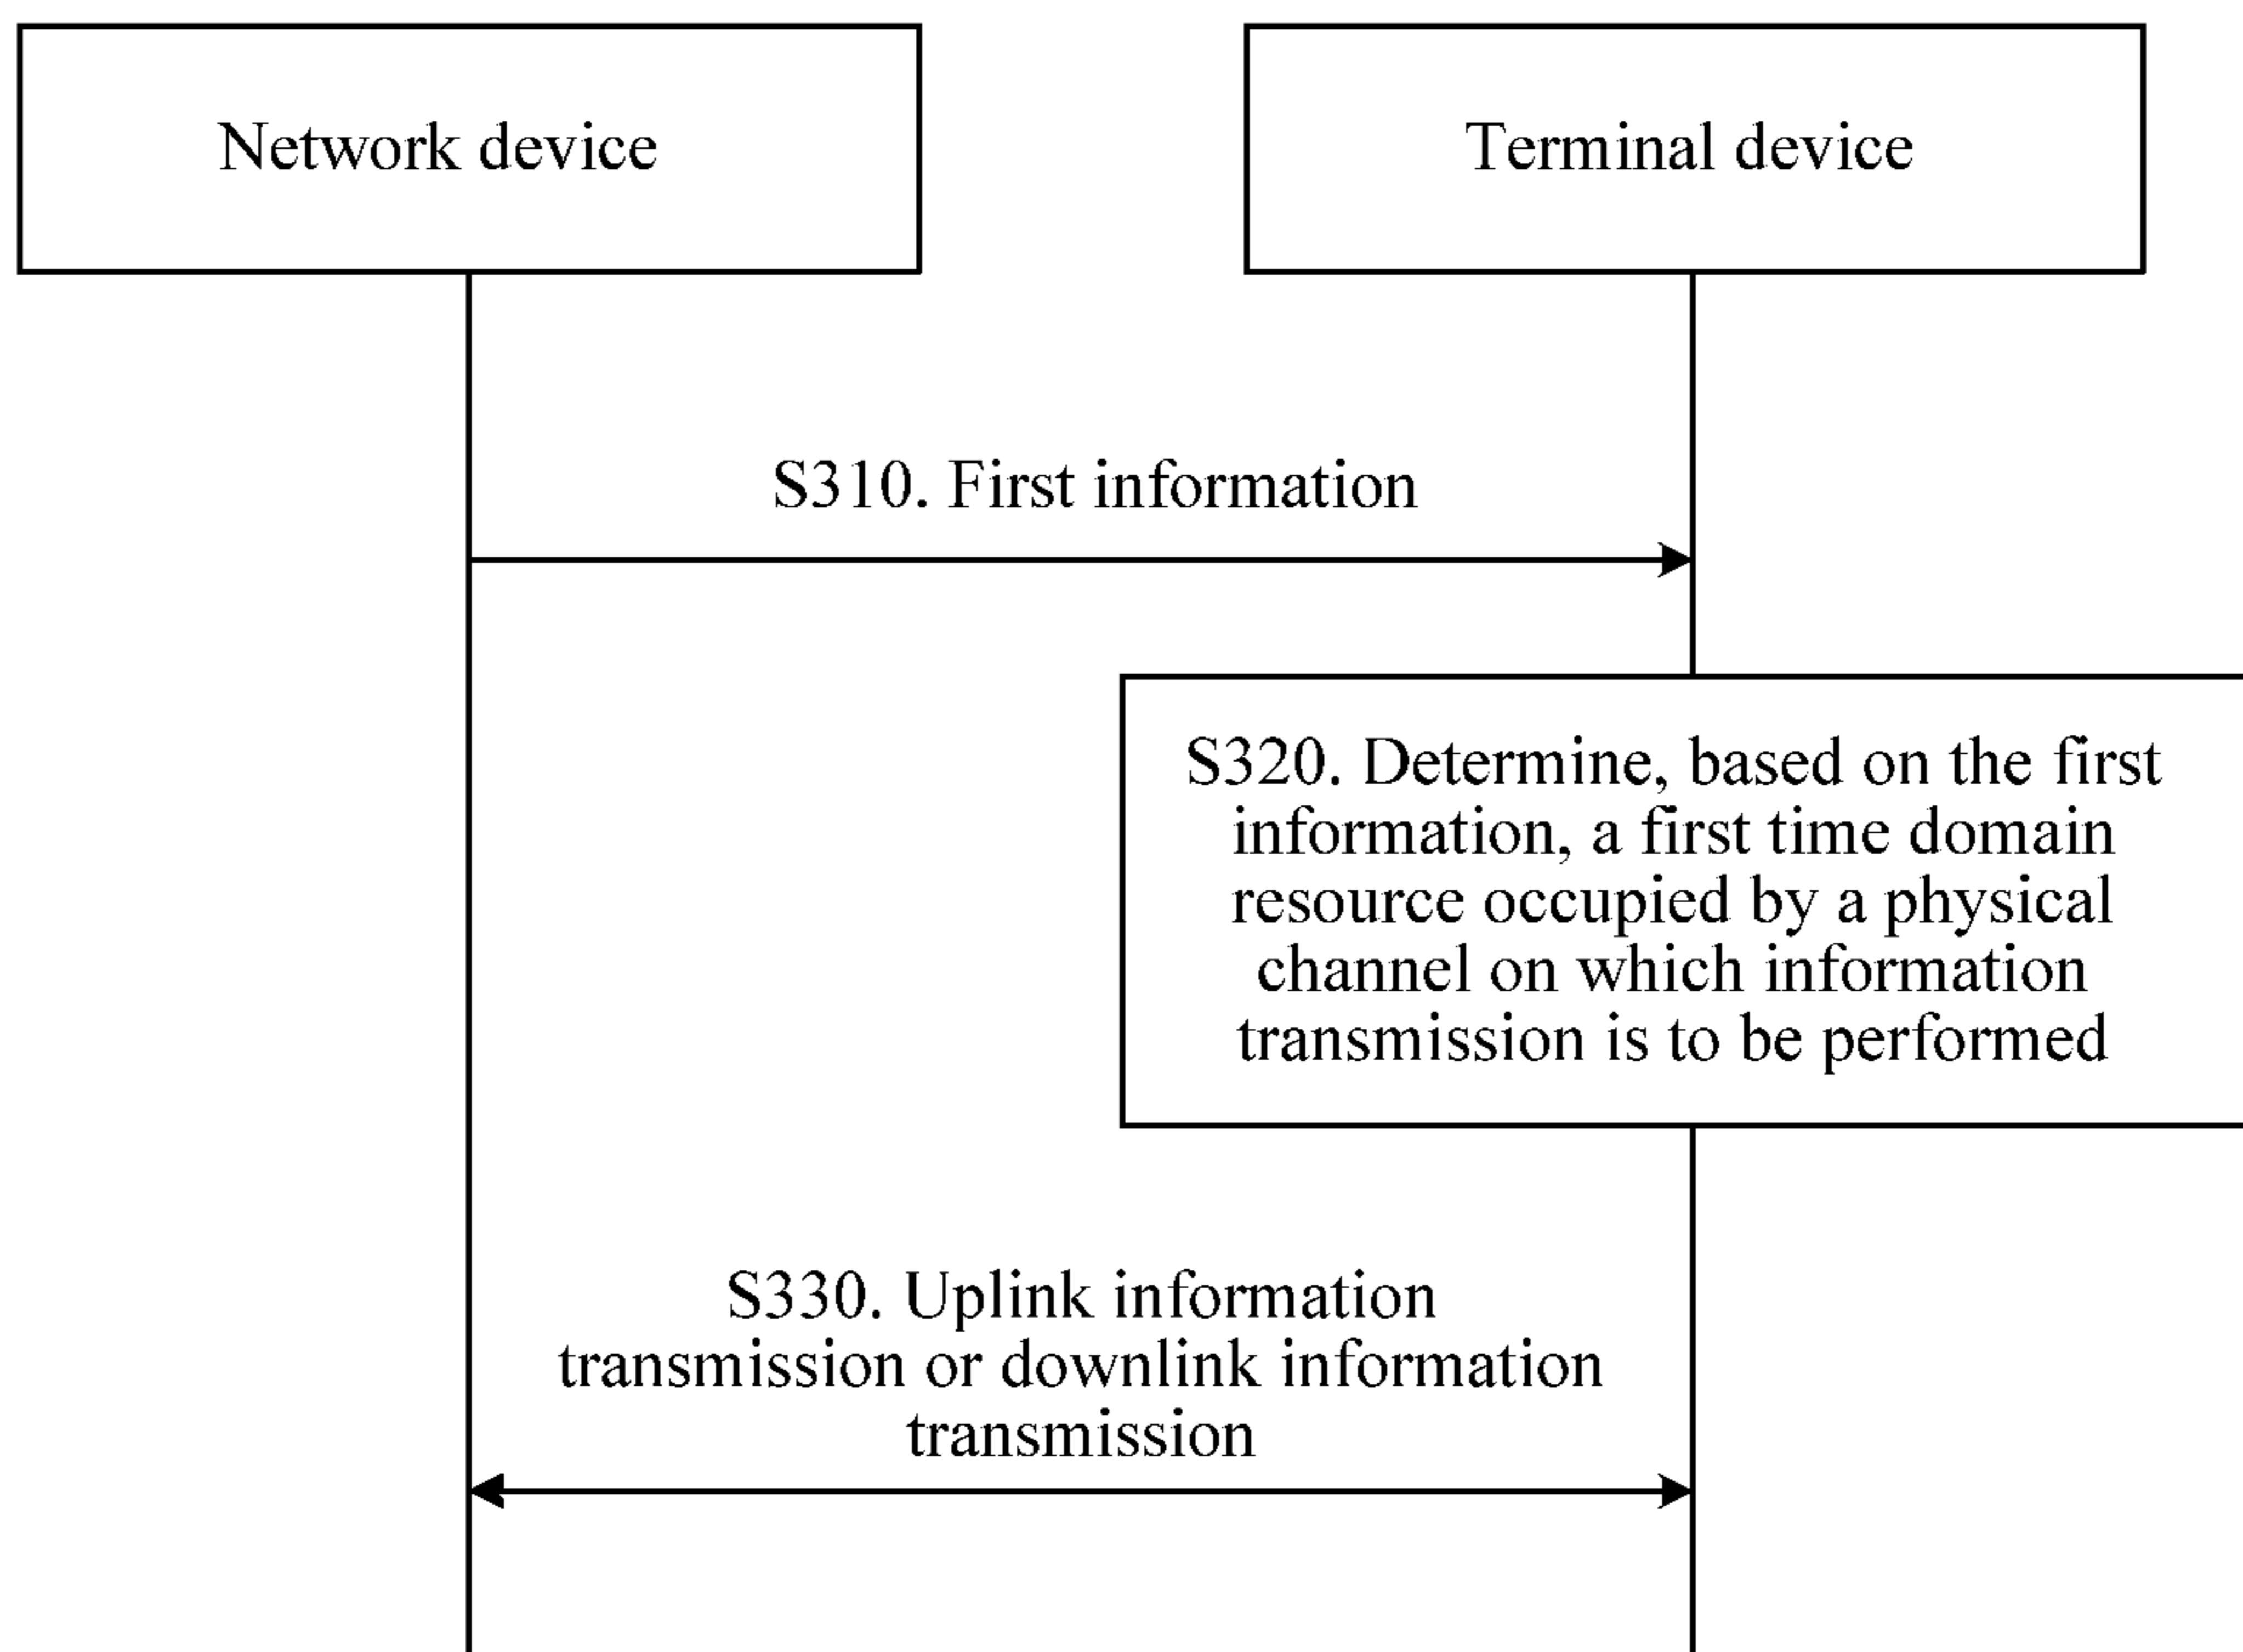 Network device
Terminal device
S310. First information
S320. Determine, based on the first
information, a first time domain
resource occupied by a physical
channel on which information
transmission is to be performed
S330. Uplink information
transmission or downlink information
transmission